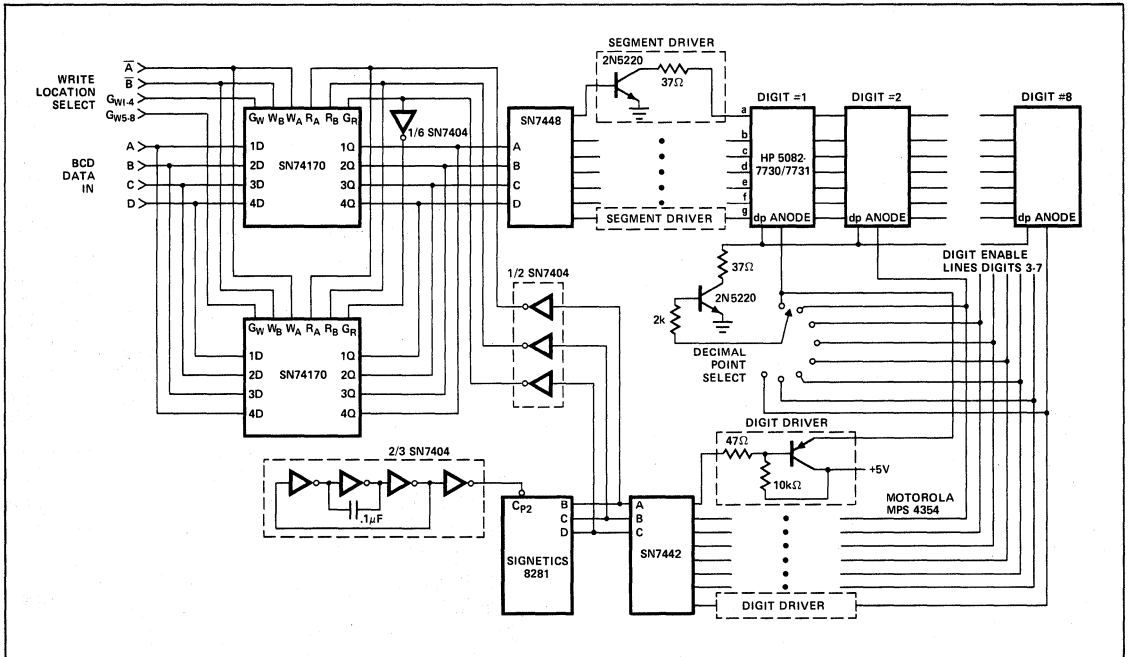 WRITE
LOCATION
SELECT
A
B
GW1-4
GW5-8
BCD
DATA
IN
A
B
C
D
GW WB WA RA RB GR
1D
2D
3D
4D
SN74170
1Q
2Q
3Q
4Q
1/6 SN7404
GW WB WA RA RB GR
1D
2D
3D
4D
SN74170
1Q
2Q
3Q
4Q
SN7448
A
B
C
D
SEGMENT DRIVER
2N5220
37Ω
SEGMENT DRIVER
a
b
c
d
e
f
g
DIGIT =1
HP 5082-
7730/7731
dp ANODE
DIGIT =2
dp ANODE
DIGIT #8
dp ANODE
DIGIT ENABLE
LINES DIGITS 3-7
37Ω
2N5220
2k
DECIMAL
POINT
SELECT
1/2 SN7404
2/3 SN7404
.1μF
CP2
B
C
D
SIGNETICS
8281
A
B
C
SN7442
DIGIT DRIVER
47Ω
10kΩ
+5V
MOTOROLA
MPS 4354
DIGIT DRIVER